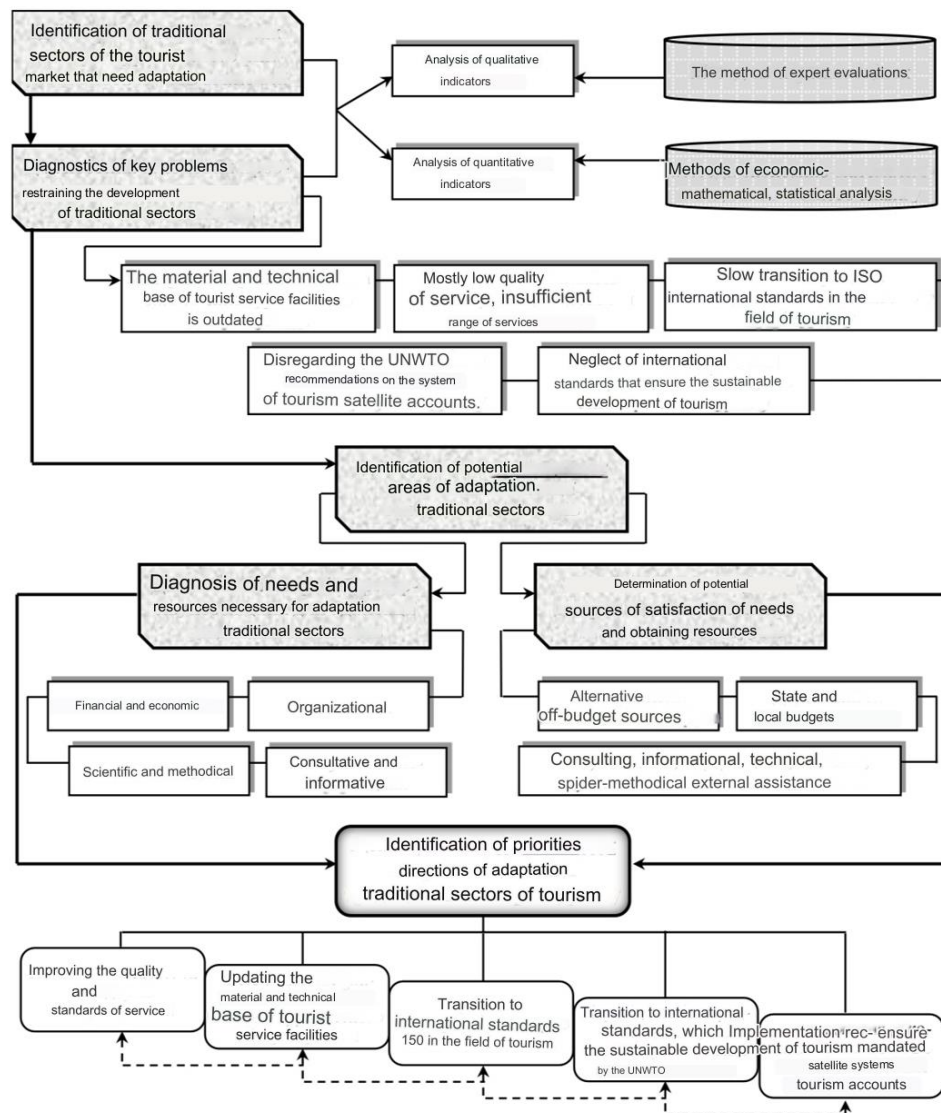 Identification of traditional
sectors of the tourist
market that need adaptation
Analysis of qualitative
indicators
The method of expert evaluations
Diagnostics of key problems
restraining the development
of traditional sectors
Analysis of quantitative
indicators
Methods of economic-
mathematical, statistical analysis
The material and technical
base of tourist service facilities
is outdated
Mostly low quality
of service, insufficient
range of services
Slow transition to ISO
international standards in the
field of tourism
Disregarding the UNWTO
recommendations on the system
of tourism satellite accounts.
Neglect of international
standards that ensure the sustainable
development of tourism
Identification of potential
areas of adaptation.
traditional sectors
Diagnosis of needs and
resources necessary for adaptation
traditional sectors
Determination of potential
sources of satisfaction of needs
and obtaining resources
Financial and economic
Organizational
Scientific and methodical
Consultative and
informative
Alternative
off-budget sources
State and
local budgets
Consulting, informational, technical,
spider-methodical external assistance
Identification of priorities
directions of adaptation
traditional sectors of tourism
Improving the quality
and
standards of service
Updating the
material and technical
base of tourist
service facilities
Transition to
international standards
150 in the field of tourism
Transition to international
standards, which
the sustainable development of tourism
by the UNWTO
Implementation rec- ensure
mandated
satellite systems
tourism accounts